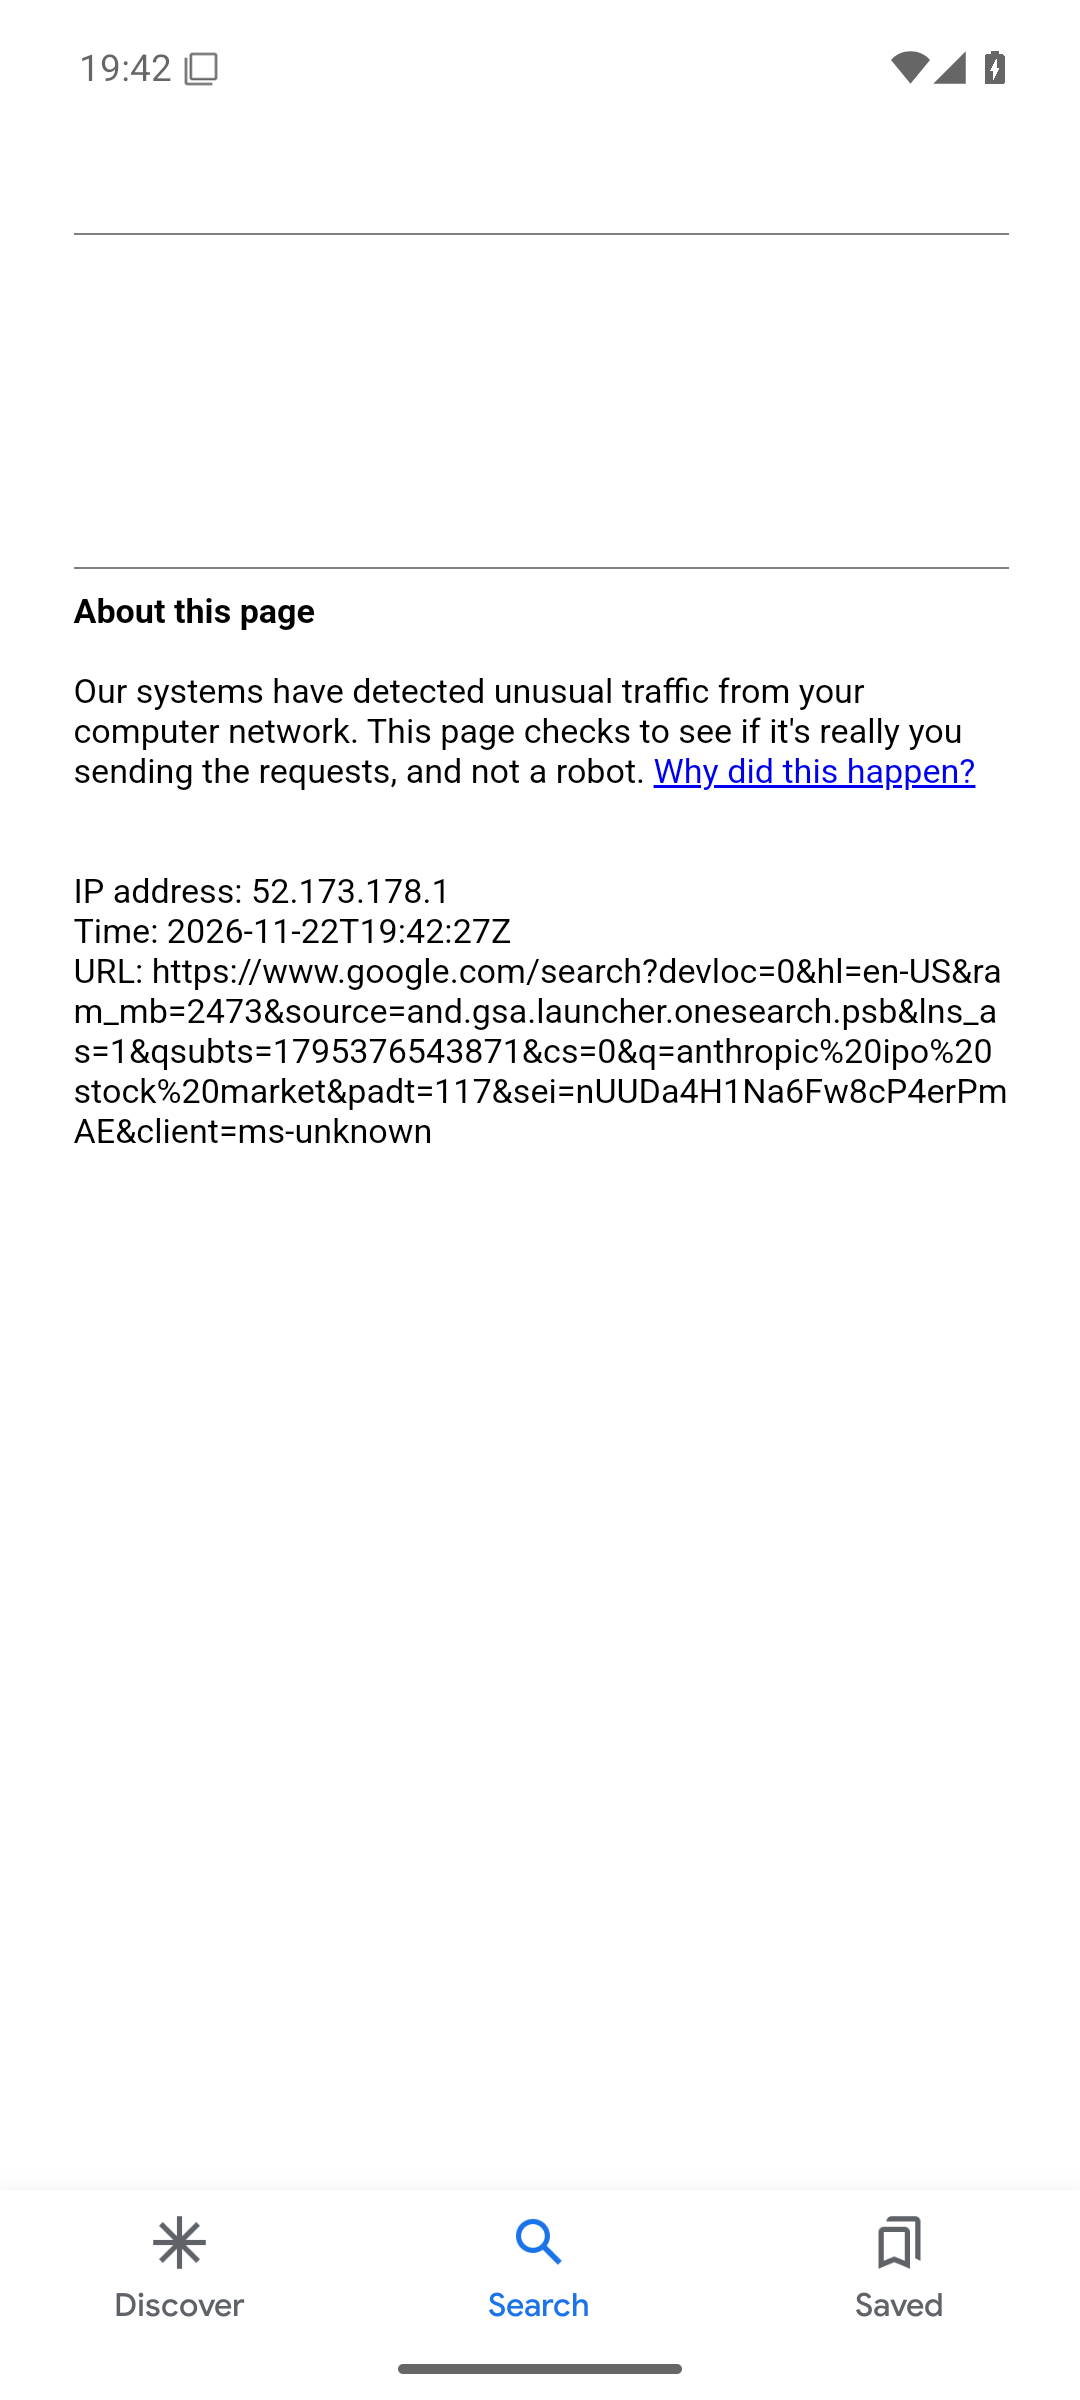 19:42
About this page
Our systems have detected unusual traffic from your
computer network. This page checks to see if it's really you
sending the requests, and not a robot. Why did this happen?
IP address: 52.173.178.1
Time: 2026-11-22T19:42:27Z
URL: https://www.google.com/search?devloc=0&hl=en-US&ra
m_mb=2473&source=and.gsa.launcher.onesearch.psb&lns_a
s=1&qsubts=1795376543871&cs=0&q=anthropic%20ipo%20
stock%20market&padt=117&sei=nUUDa4H1Na6Fw8cP4erPm
AE&client=ms-unknown
Discover
Search
Saved